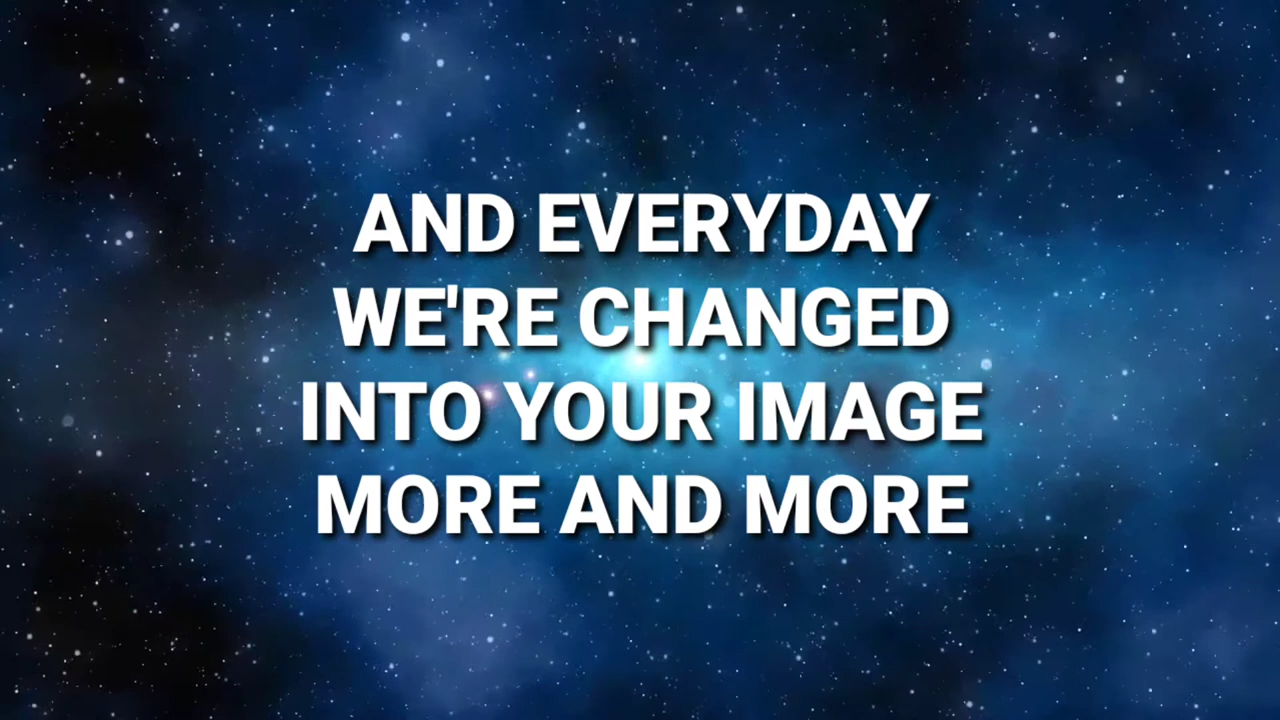 AND EVERYDAY
WE'RE CHANGED
INTO YOUR IMAGE
MORE AND MORE